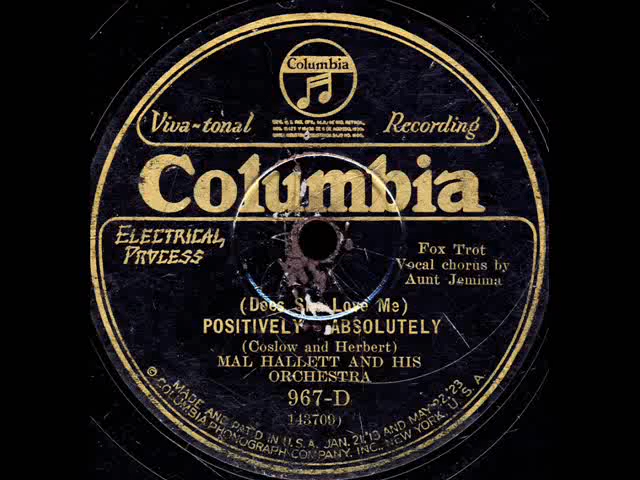 Columbia
Viva-tonal Recording
Columbia
ELECTRICAL
PROCESS
Fox Trot
Vocal chorus by
Aunt Jemima
(Does She Love Me)
POSITIVELY ABSOLUTELY
(Coslow and Herbert)
MAL HALLETT AND HIS
ORCHESTRA
967-D
(143709)
MADE AND PAT'D IN U.S.A. JAN. 21,'13 AND MAY 22,'23
© COLUMBIA PHONOGRAPH COMPANY, INC., NEW YORK, U.S.A.